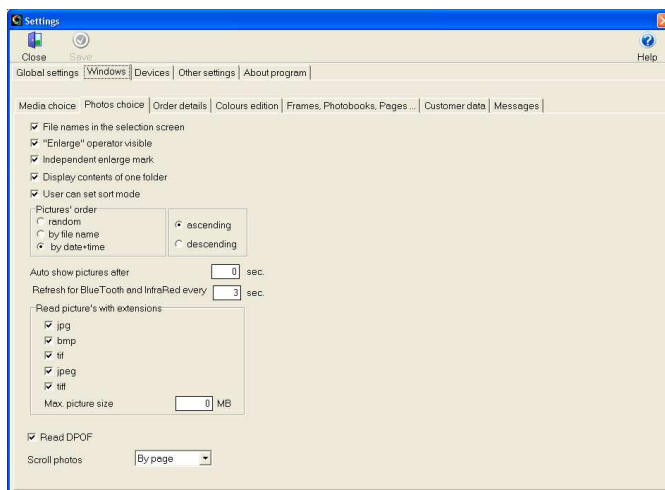 Settings
Close Save Help
Global settings Windows Devices Other settings About program
Media choice Photos choice Order details Colours edition Frames, Photobooks, Pages ... Customer data Messages
File names in the selection screen
"Enlarge" operator visible
Independent enlarge mark
Display contents of one folder
User can set sort mode
Pictures' order
random
by file name
by date+time
ascending
descending
Auto show pictures after 0 sec.
Refresh for BlueTooth and InfraRed every 3 sec.
Read picture's with extensions
jpg
bmp
tif
jpeg
tiff
Max. picture size 0 MB
Read DPOF
Scroll photos By page